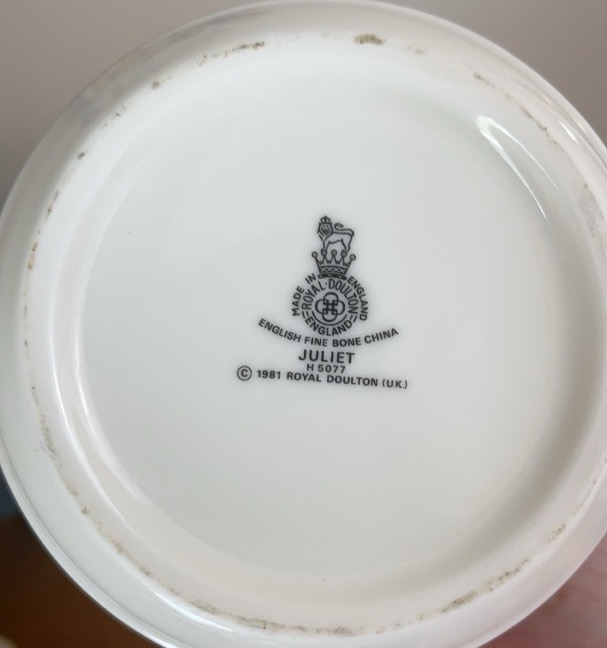 MADE IN ENGLAND
ROYAL·DOULTON
ENGLAND
ENGLISH FINE BONE CHINA
JULIET
H 5077
© 1981 ROYAL DOULTON (U.K.)